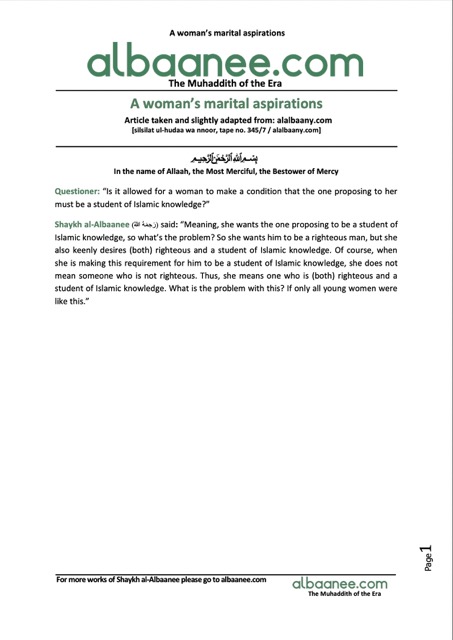 A woman's marital aspirations
albaanee.com
The Muhaddith of the Era
A woman's marital aspirations
Article taken and slightly adapted from: alalbaany.com
[silsilat ul-hudaa wa nnoor, tape no. 345/7 / alalbaany.com]
بِسْمِ اللهِ الرَّحْمَنِ الرَّحِيمِ
In the name of Allaah, the Most Merciful, the Bestower of Mercy
Questioner: "Is it allowed for a woman to make a condition that the one proposing to her
must be a student of Islamic knowledge?"
Shaykh al-Albaanee (رَحِمَهُ اللهُ) said: "Meaning, she wants the one proposing to be a student of
Islamic knowledge, so what's the problem? So she wants him to be a righteous man, but she
also keenly desires (both) righteous and a student of Islamic knowledge. Of course, when
she is making this requirement for him to be a student of Islamic knowledge, she does not
mean someone who is not righteous. Thus, she means one who is (both) righteous and a
student of Islamic knowledge. What is the problem with this? If only all young women were
like this."
Page 1
For more works of Shaykh al-Albaanee please go to albaanee.com
albaanee.com
The Muhaddith of the Era